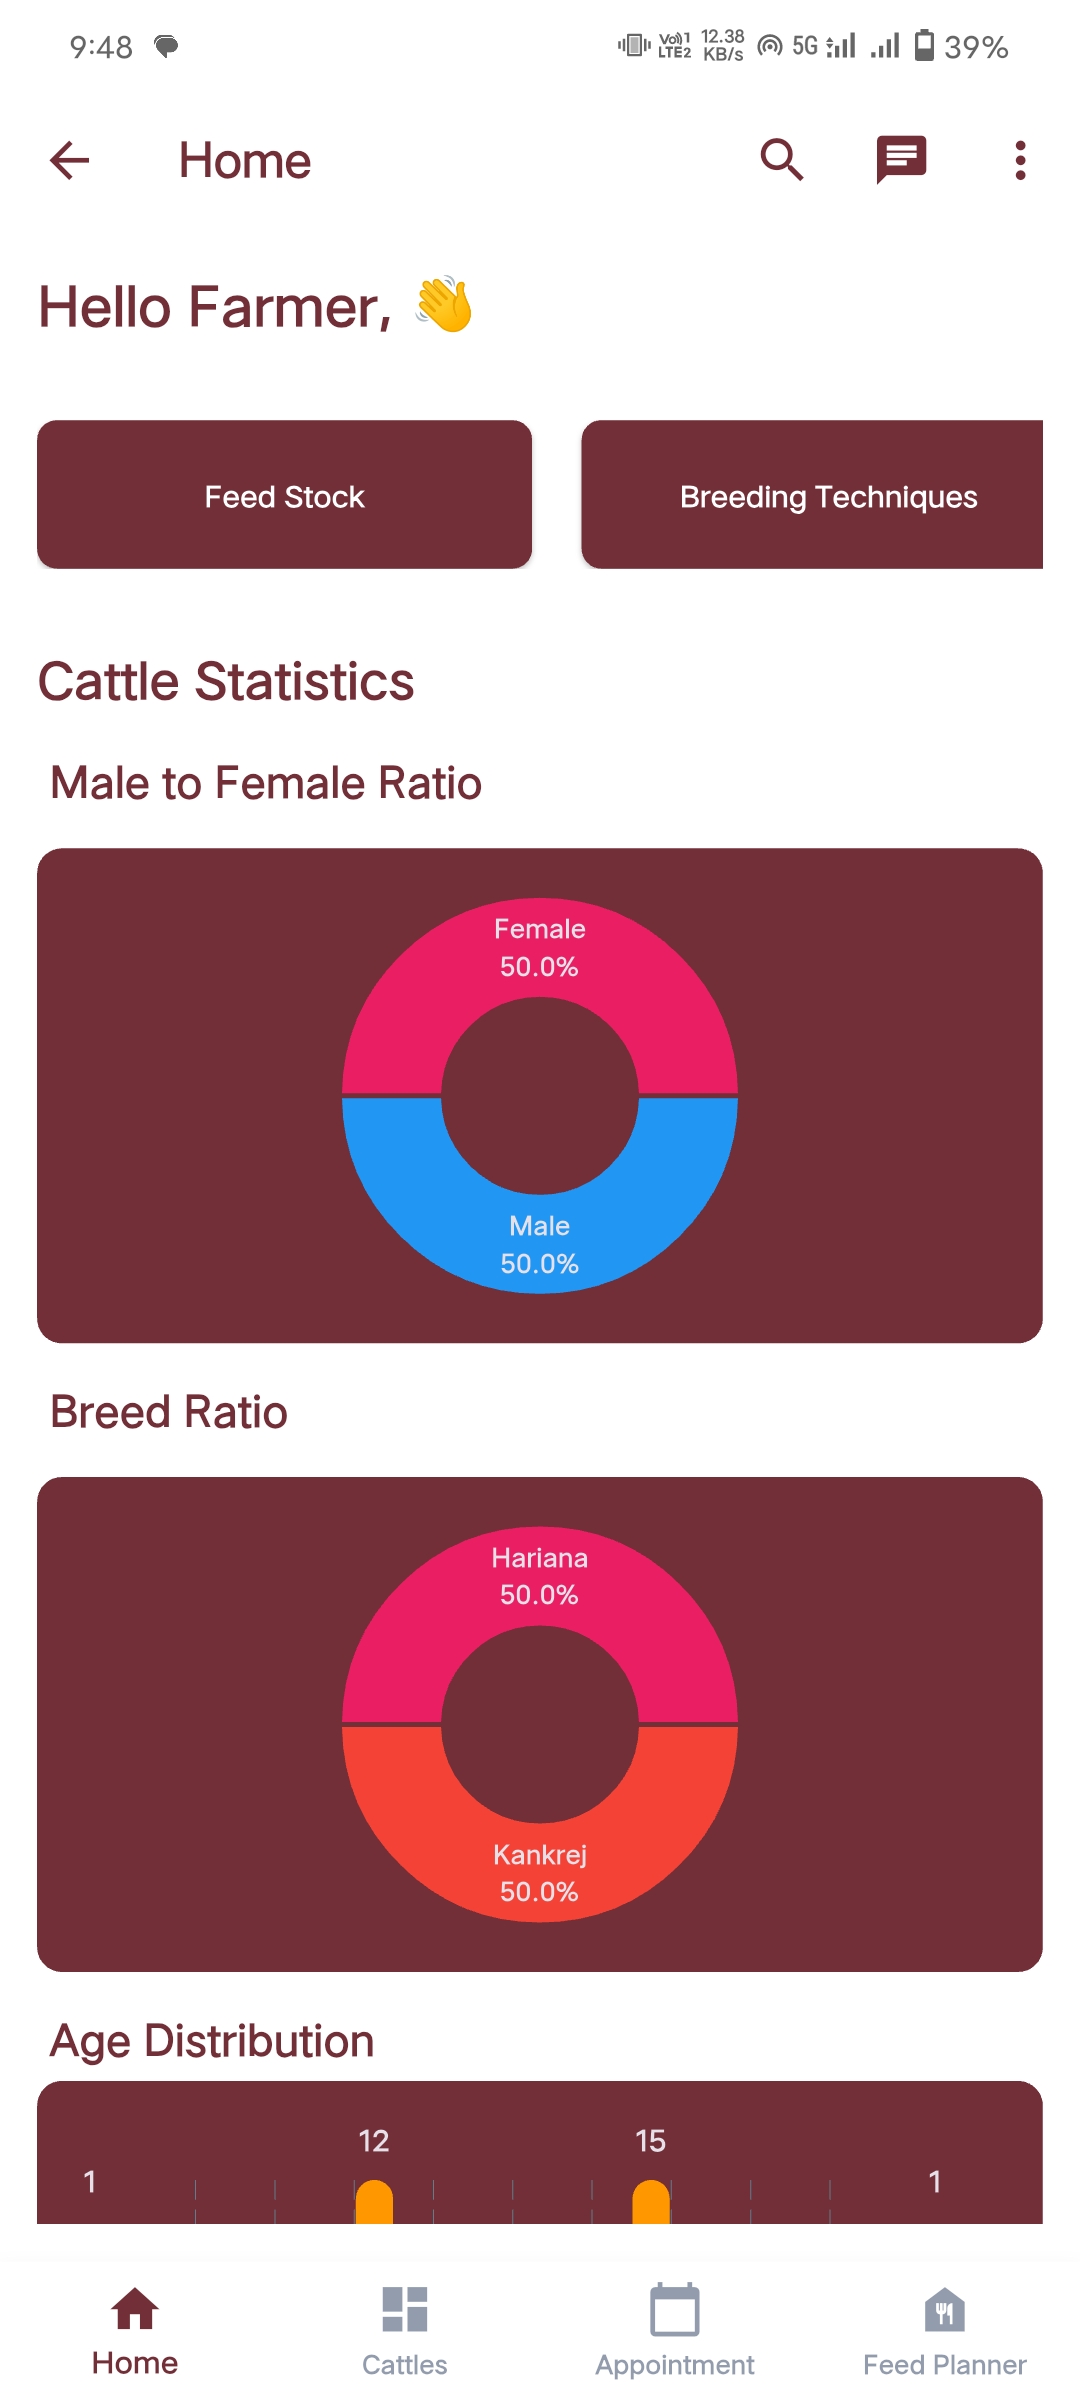 9:48
Vo))1 LTE2 12.38 KB/s 5G 39%
Home
Hello Farmer, 👋
Feed Stock
Breeding Techniques
Cattle Statistics
Male to Female Ratio
Female
50.0%
Male
50.0%
Breed Ratio
Hariana
50.0%
Kankrej
50.0%
Age Distribution
12 15
1 1
Home Cattles Appointment Feed Planner